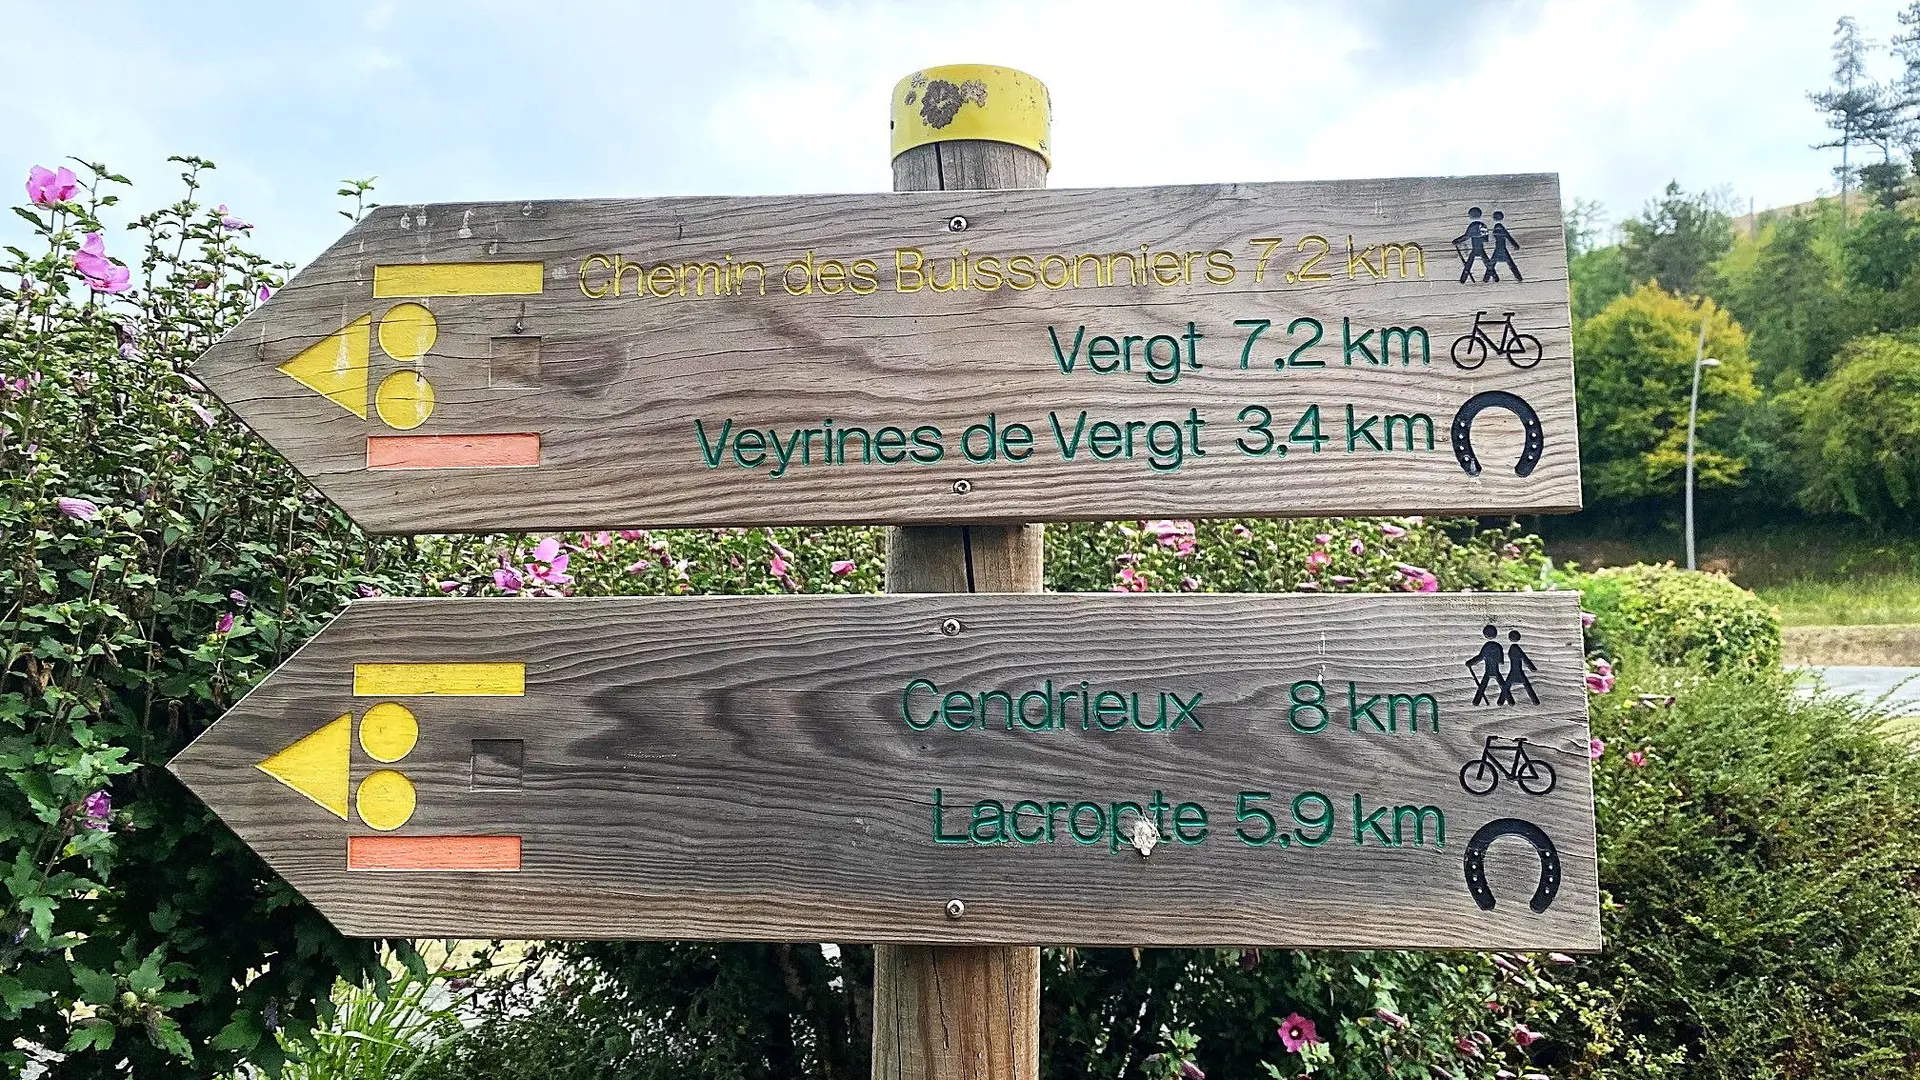 Chemin des Buissonniers 7,2 km
Vergt 7,2 km
Veyrines de Vergt 3,4 km
Cendrieux 8 km
Lacropte 5,9 km